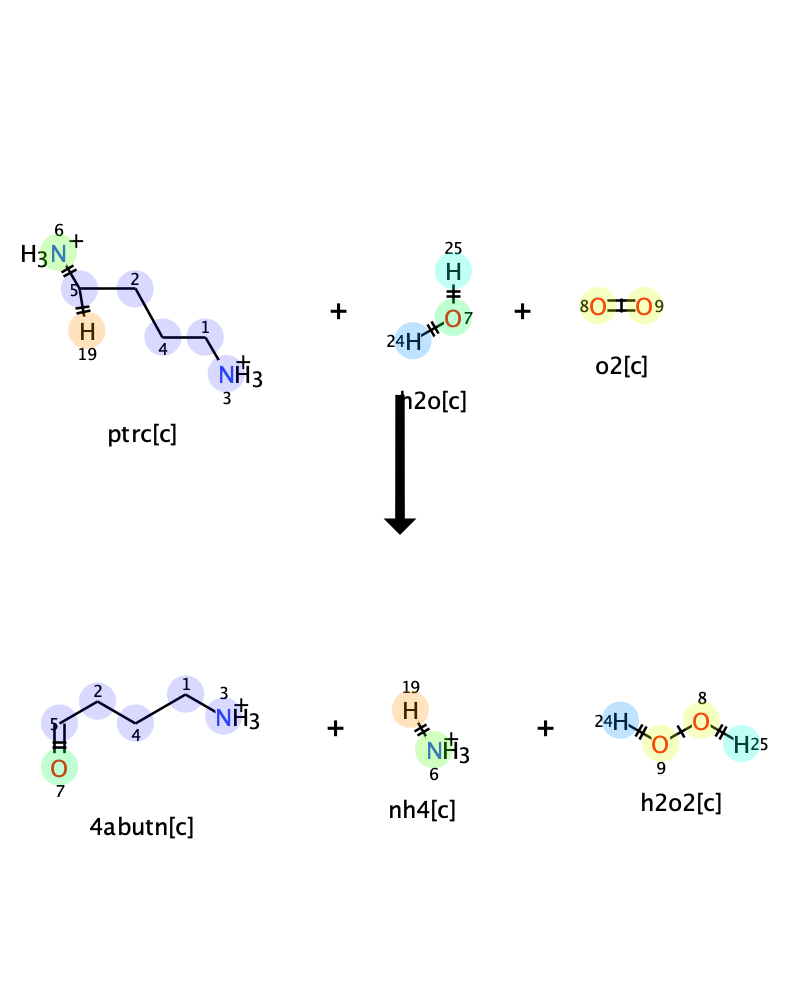 6
H3N+
5
2
H
19
4
1
NH3+
3
ptrc[c]
+
25
H
24H
O7
h2o[c]
+
8O O9
o2[c]
5
2
4
1
3
NH3+
O
7
4abutn[c]
+
19
H
NH3+
6
nh4[c]
+
24H
O
9
8
O
H25
h2o2[c]